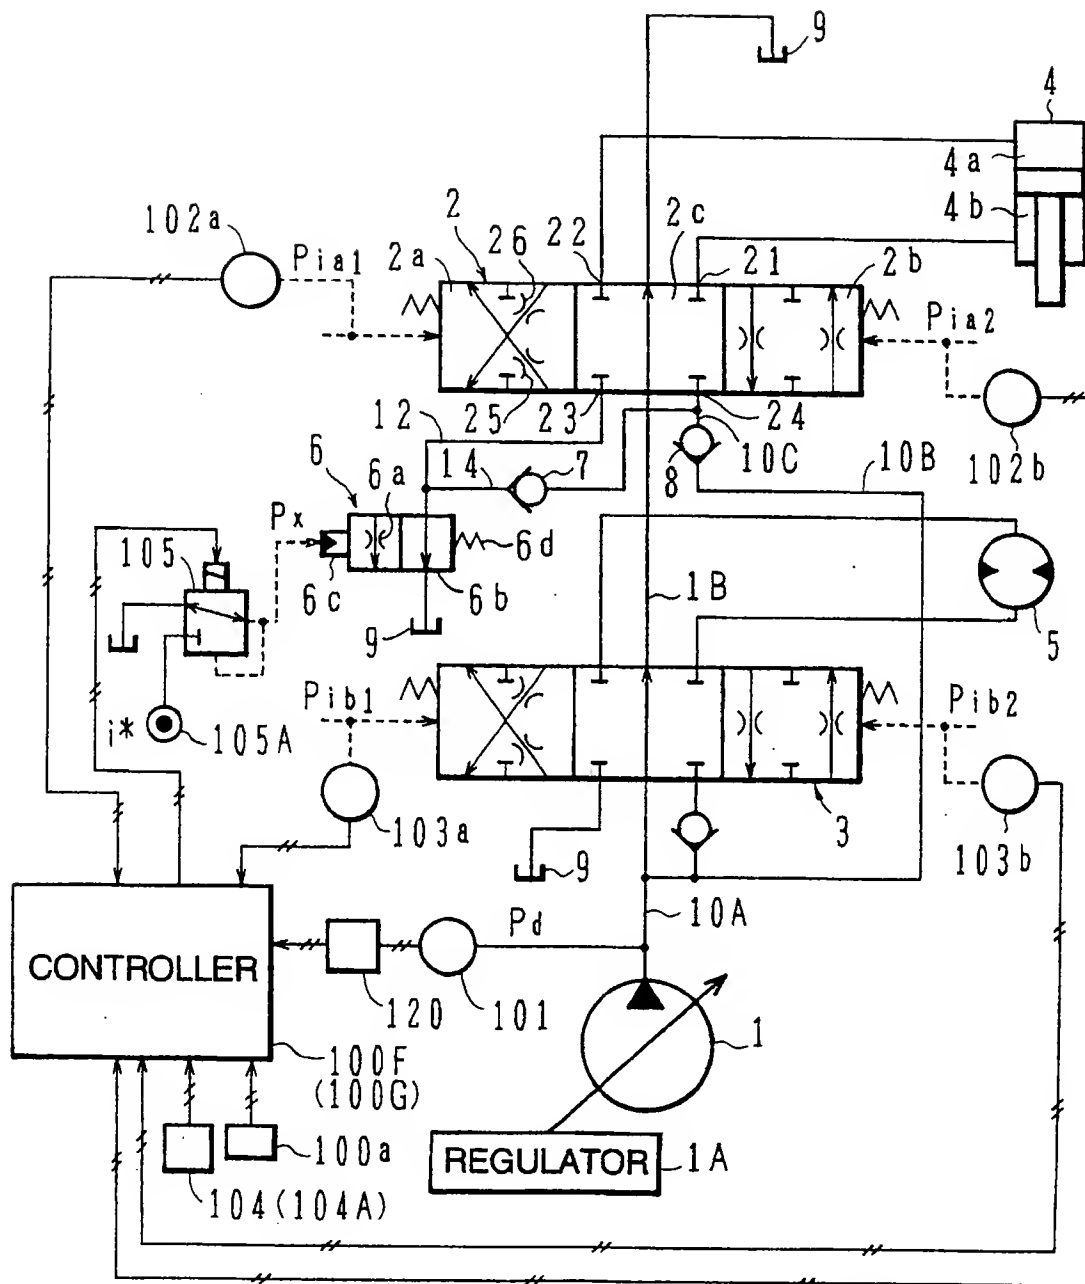 9
4
4a
4b
102a
Pia1
2
2a
26
22
2c
21
2b
Pia2
25
23
24
12
6
6a
14
7
8
10C
10B
102b
Px
105
6c
6d
6b
1B
9
5
i*
105A
Pib1
Pib2
103a
9
3
103b
10A
Pd
CONTROLLER
120
101
1
100F
(100G)
100a
REGULATOR
1A
104(104A)